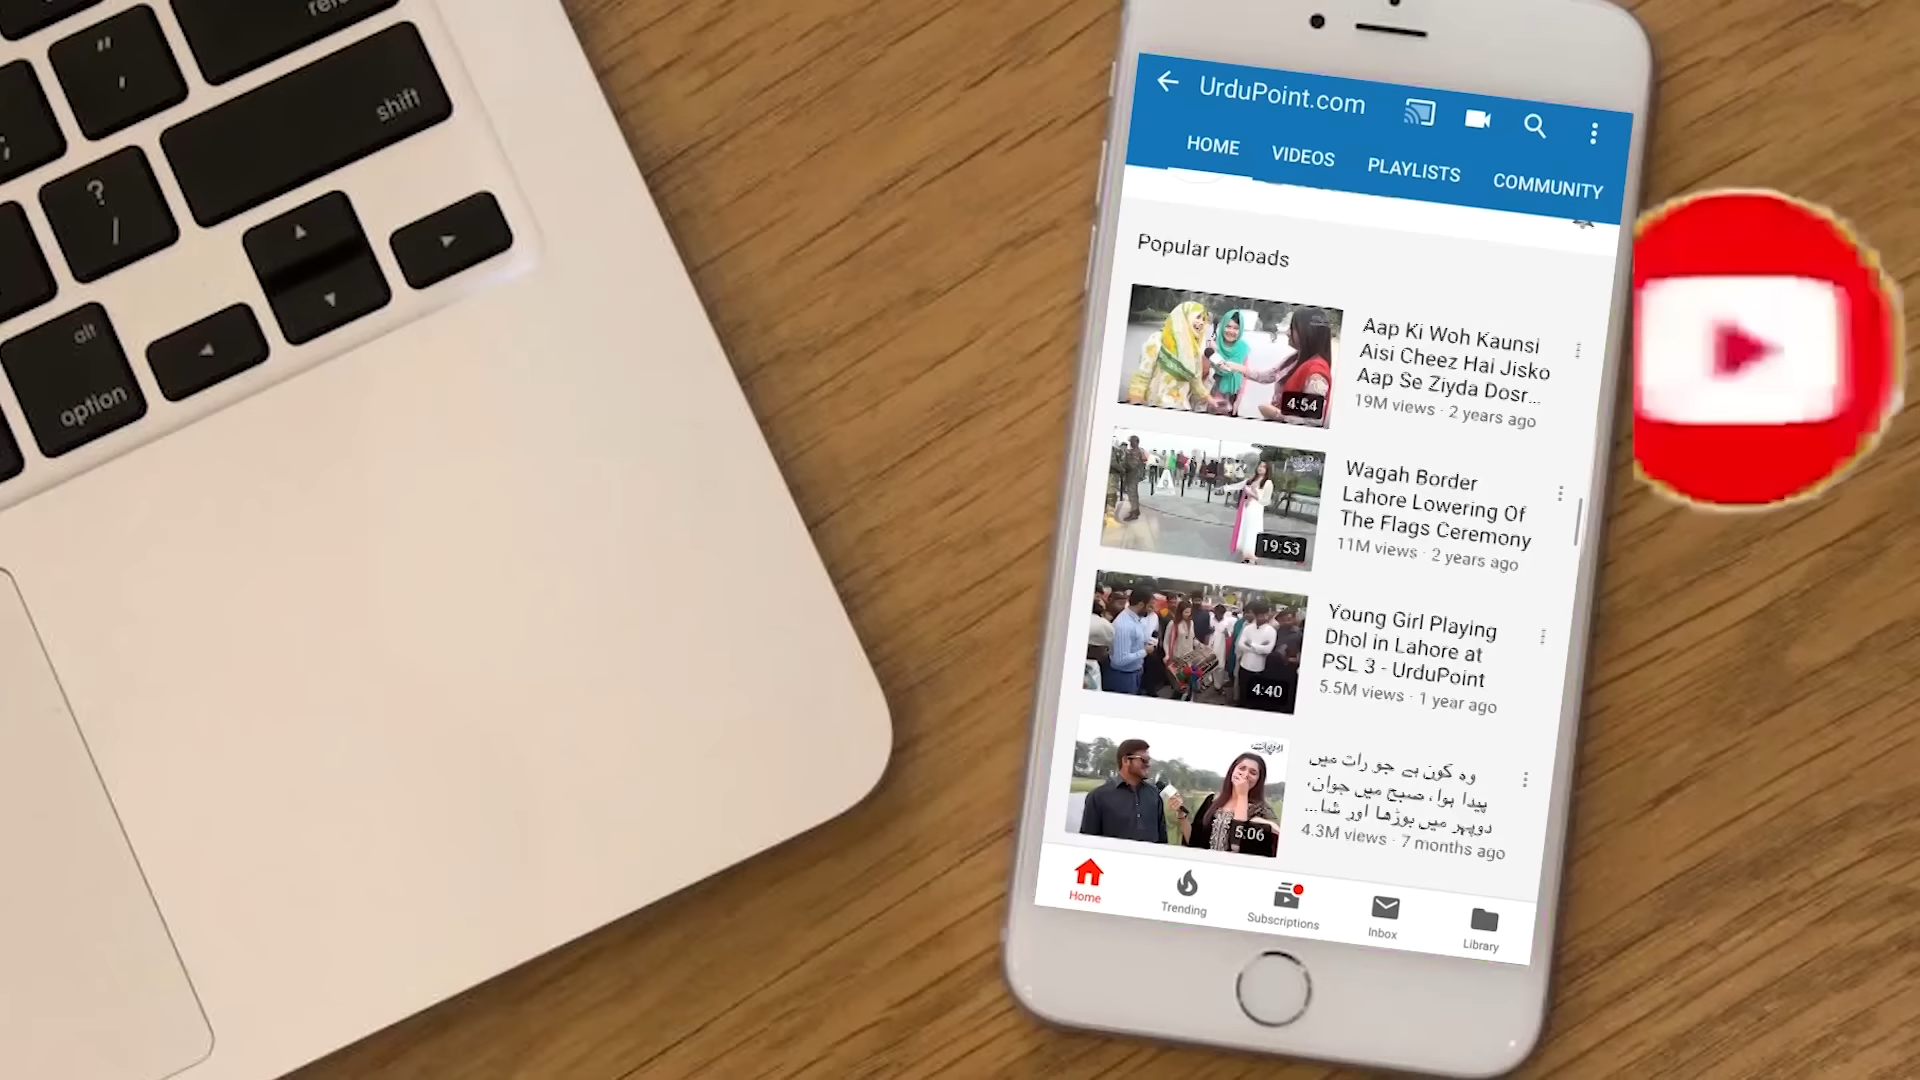 "
,
;
shift
?
/
alt
option
UrduPoint.com
HOME VIDEOS PLAYLISTS COMMUNITY
Popular uploads
4:54
Aap Ki Woh Kaunsi
Aisi Cheez Hai Jisko
Aap Se Ziyda Dosr...
19M views · 2 years ago
19:53
Wagah Border
Lahore Lowering Of
The Flags Ceremony
11M views · 2 years ago
4:40
Young Girl Playing
Dhol in Lahore at
PSL 3 - UrduPoint
5.5M views · 1 year ago
5:06
وہ کون ہے جو رات میں
پیدا ہوا، صبح میں جوان،
دوپہر میں بوڑھا اور شا...
4.3M views · 7 months ago
Home Trending Subscriptions Inbox Library